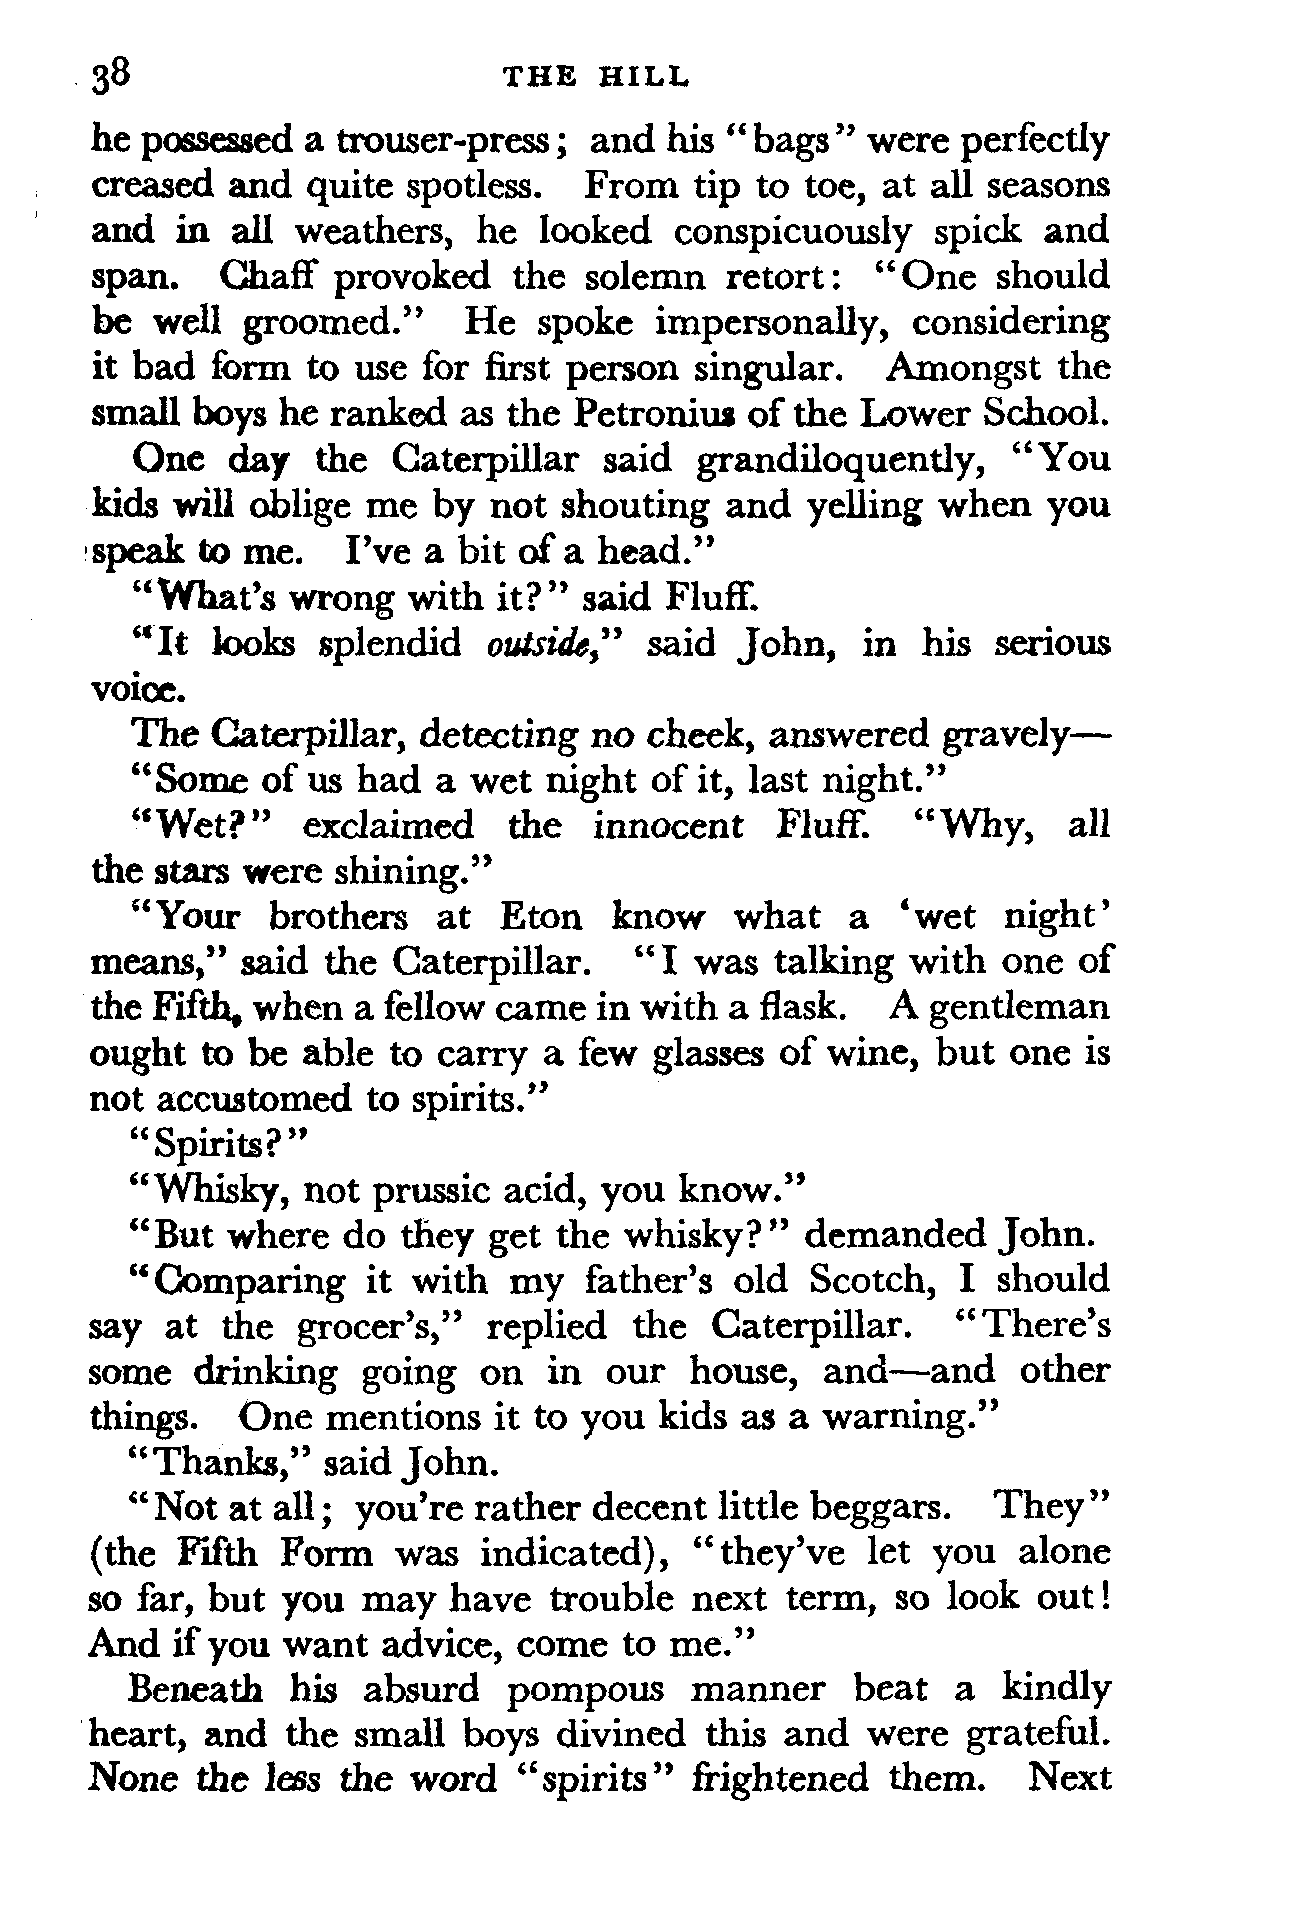 38 THE HILL
he possessed a trouser-press; and his "bags" were perfectly
creased and quite spotless. From tip to toe, at all seasons
and in all weathers, he looked conspicuously spick and
span. Chaff provoked the solemn retort: "One should
be well groomed." He spoke impersonally, considering
it bad form to use for first person singular. Amongst the
small boys he ranked as the Petronius of the Lower School.
One day the Caterpillar said grandiloquently, "You
kids will oblige me by not shouting and yelling when you
speak to me. I've a bit of a head."
"What's wrong with it?" said Fluff.
"It looks splendid outside," said John, in his serious
voice.
The Caterpillar, detecting no cheek, answered gravely—
"Some of us had a wet night of it, last night."
"Wet?" exclaimed the innocent Fluff. "Why, all
the stars were shining."
"Your brothers at Eton know what a 'wet night'
means," said the Caterpillar. "I was talking with one of
the Fifth, when a fellow came in with a flask. A gentleman
ought to be able to carry a few glasses of wine, but one is
not accustomed to spirits."
"Spirits?"
"Whisky, not prussic acid, you know."
"But where do they get the whisky?" demanded John.
"Comparing it with my father's old Scotch, I should
say at the grocer's," replied the Caterpillar. "There's
some drinking going on in our house, and—and other
things. One mentions it to you kids as a warning."
"Thanks," said John.
"Not at all; you're rather decent little beggars. They"
(the Fifth Form was indicated), "they've let you alone
so far, but you may have trouble next term, so look out!
And if you want advice, come to me."
Beneath his absurd pompous manner beat a kindly
heart, and the small boys divined this and were grateful.
None the less the word "spirits" frightened them. Next